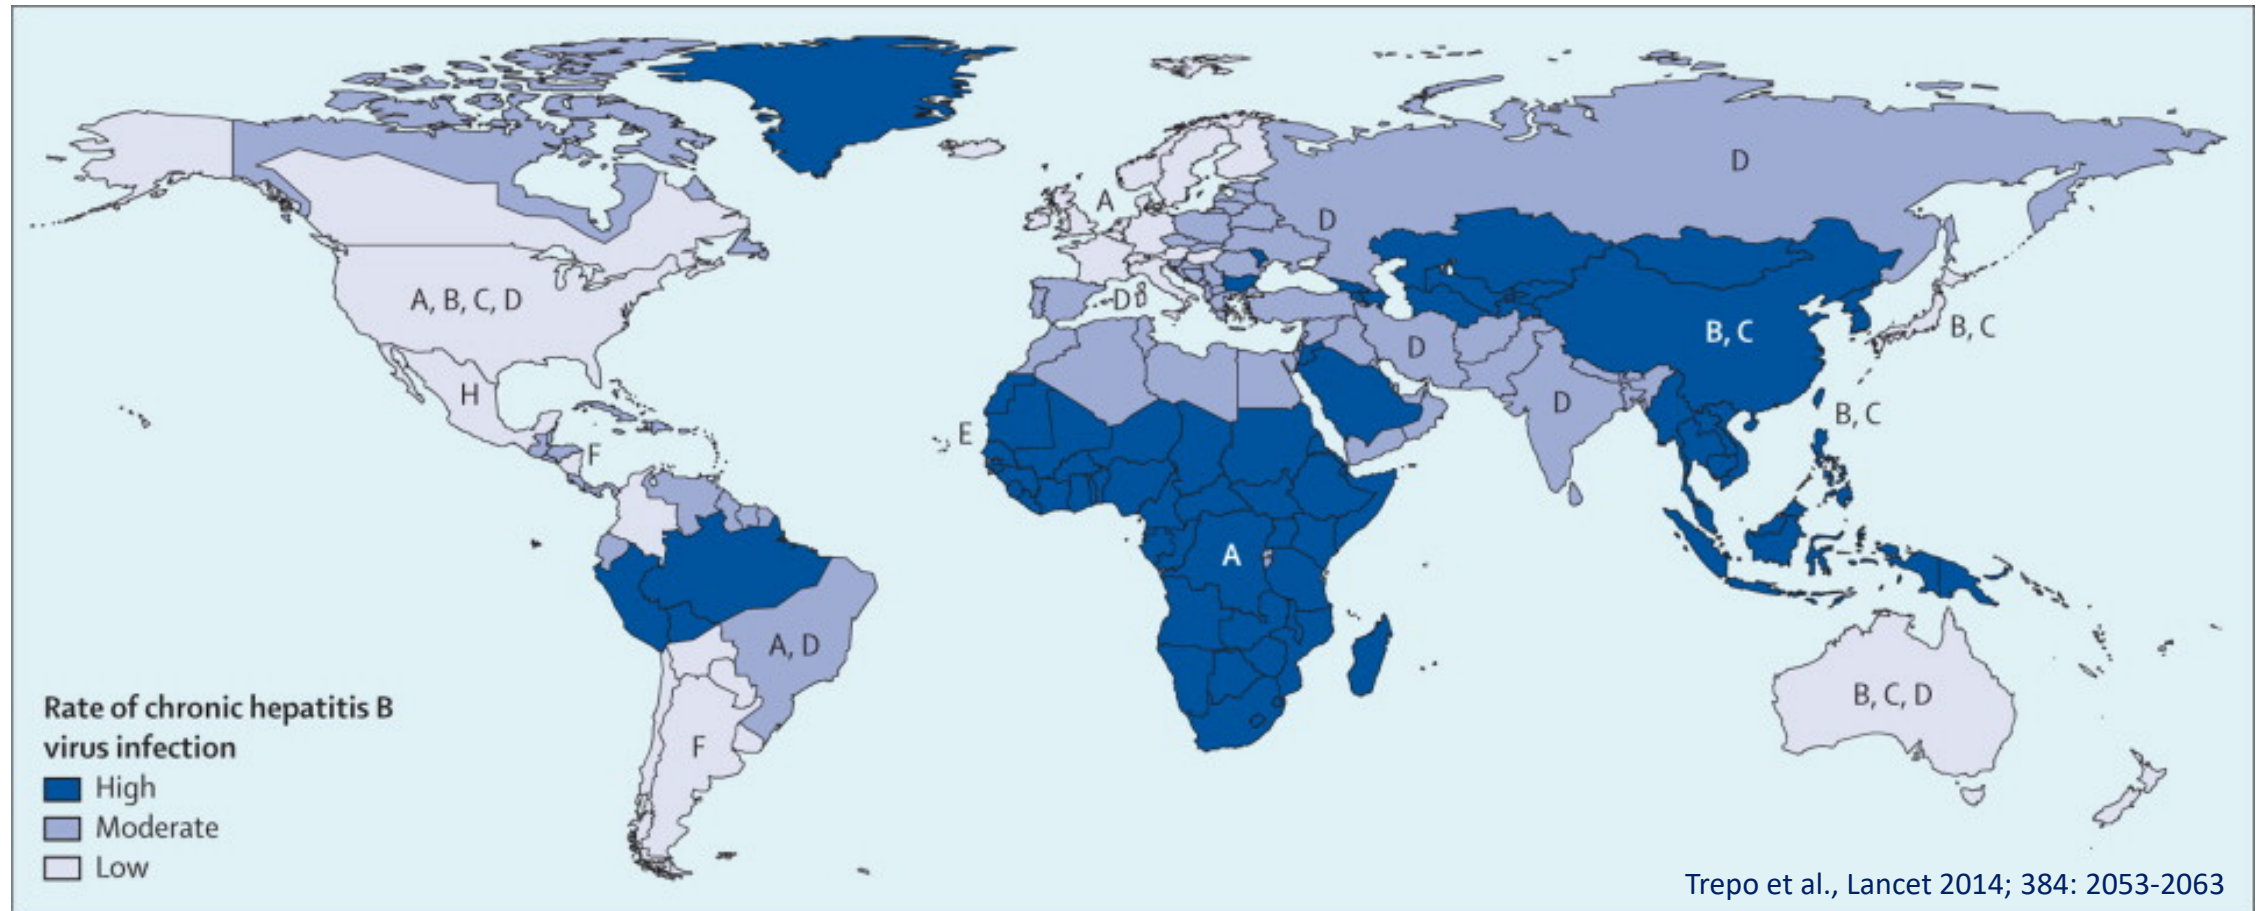 D
A
D
A, B, C, D
D
B, C
B, C
D
H
D
B, C
E
F
A
A, D
B, C, D
F
Rate of chronic hepatitis B
virus infection
High
Moderate
Low
Trepo et al., Lancet 2014; 384: 2053-2063